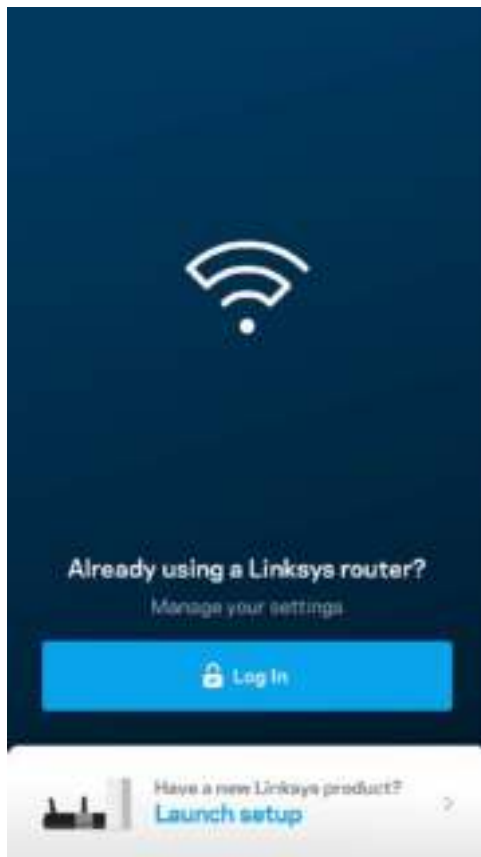 Already using a Linksys router?
Manage your settings
Log In
Have a new Linksys product?
Launch setup